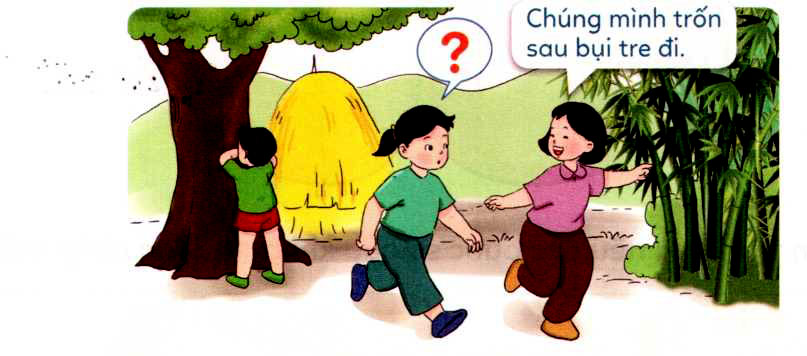 ?
Chúng mình trốn
sau bụi tre đi.